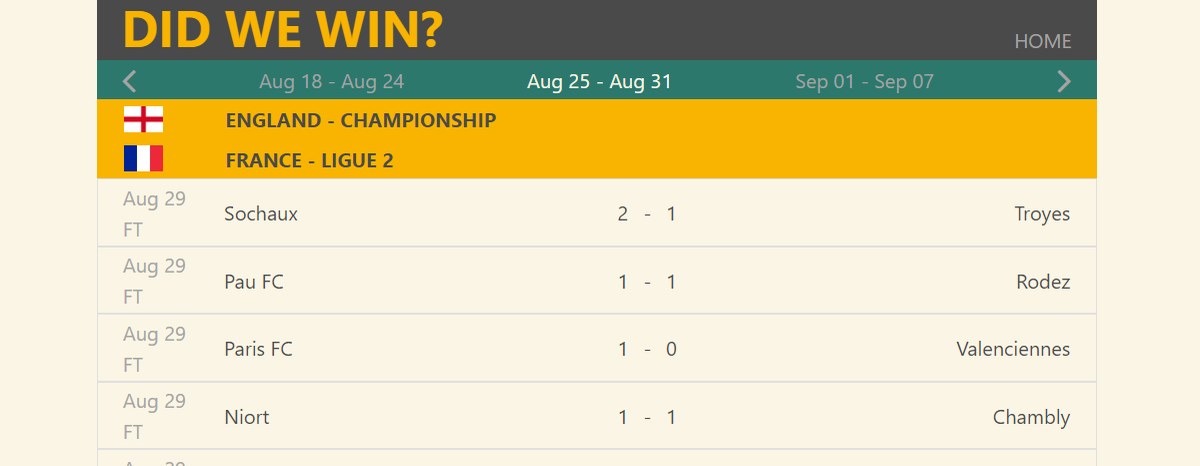 DID WE WIN?
HOME
Aug 18 - Aug 24 Aug 25 - Aug 31 Sep 01 - Sep 07
ENGLAND - CHAMPIONSHIP
FRANCE - LIGUE 2
Aug 29
FT
Sochaux 2 - 1 Troyes
Aug 29
FT
Pau FC 1 - 1 Rodez
Aug 29
FT
Paris FC 1 - 0 Valenciennes
Aug 29
FT
Niort 1 - 1 Chambly